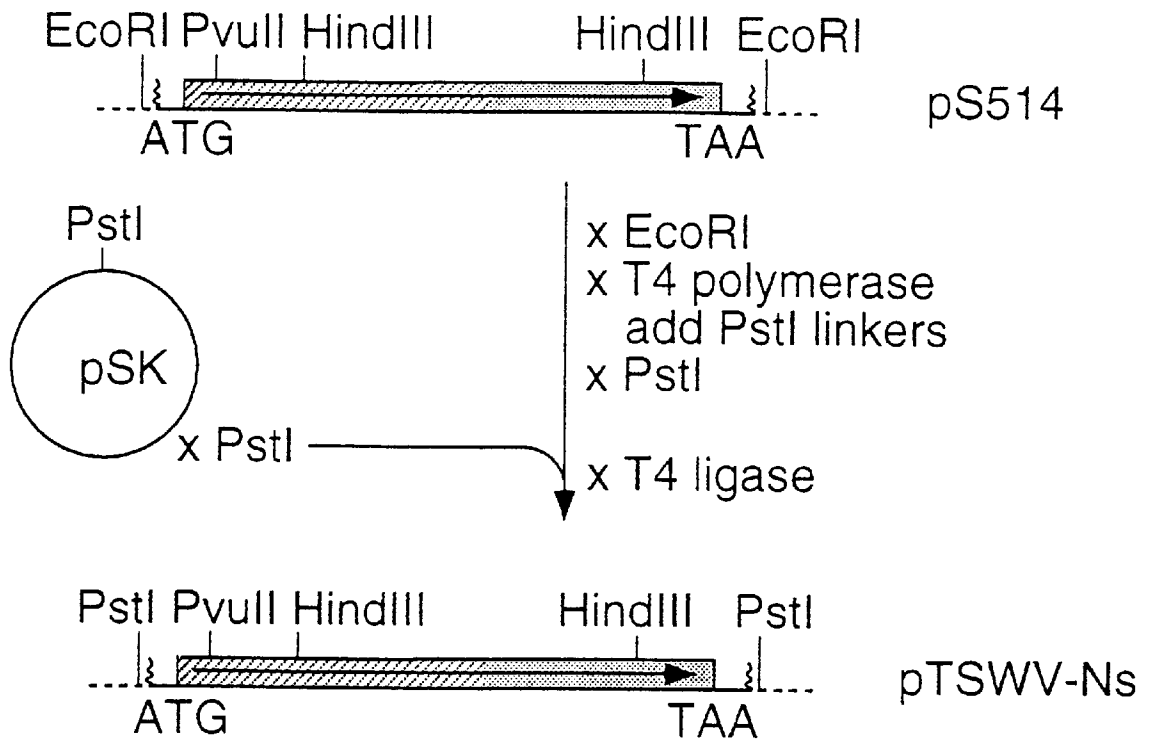 EcoRI PvuII HindIII HindIII EcoRI
pS514
ATG TAA
PstI
pSK
x EcoRI
x T4 polymerase
add PstI linkers
x PstI
x PstI
x T4 ligase
PstI PvuII HindIII HindIII PstI
pTSWV-Ns
ATG TAA